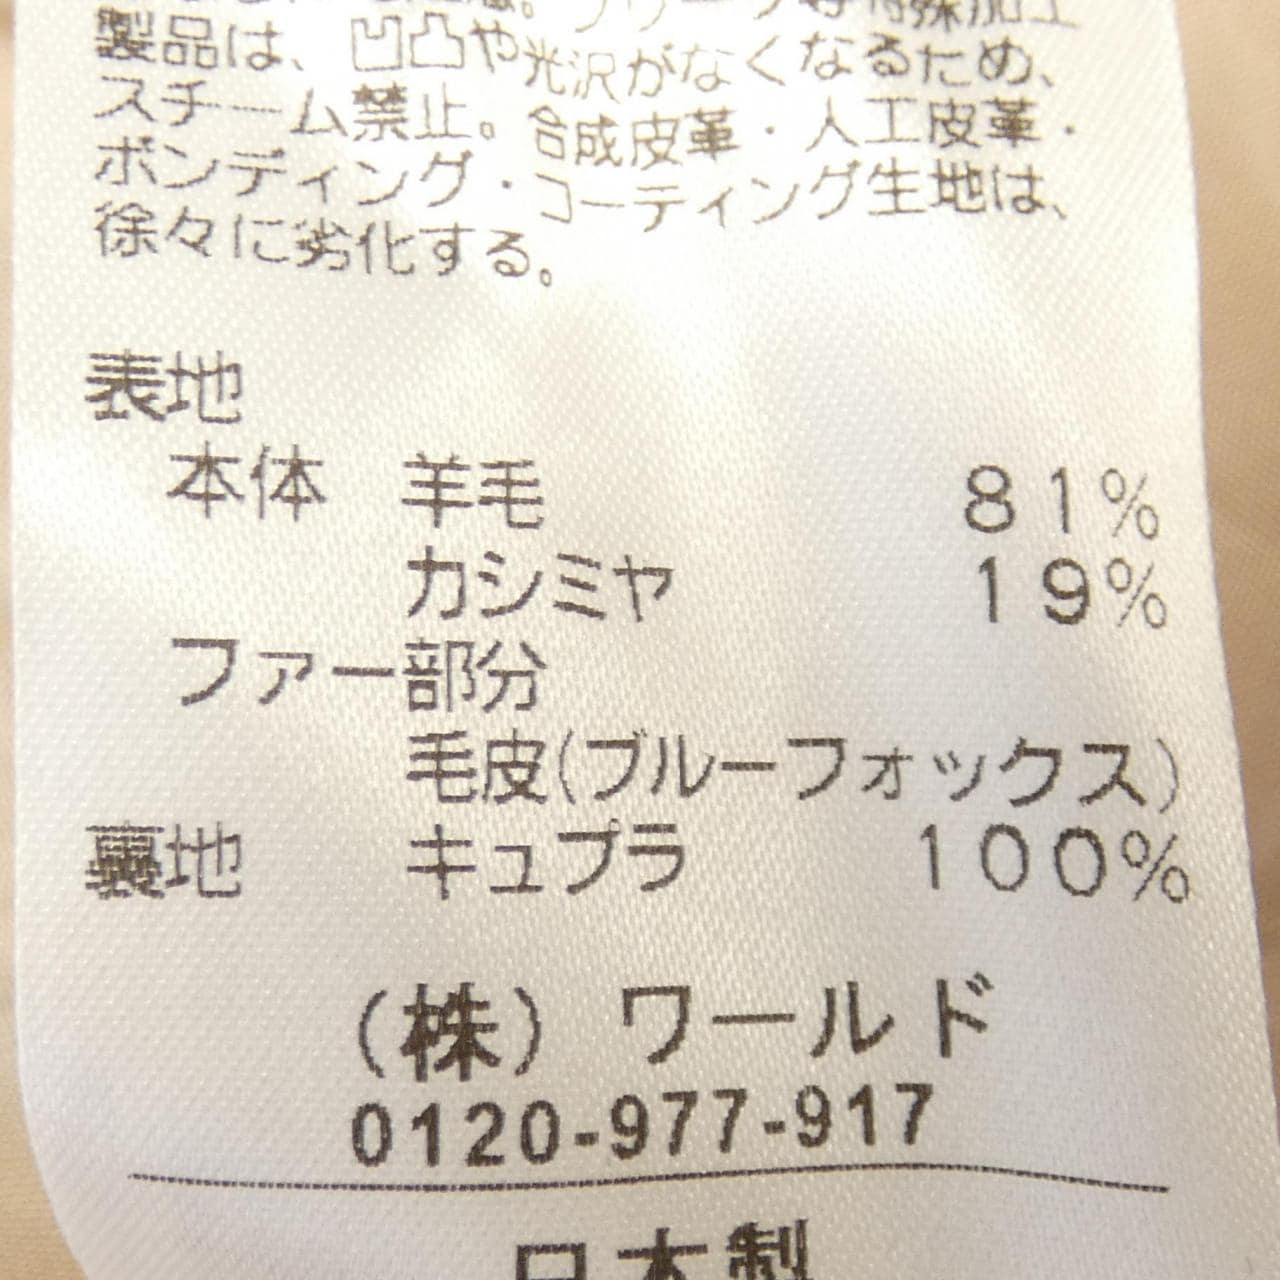 製品は、凹凸や光沢がなくなるため、
スチーム禁止。合成皮革・人工皮革・
ボンディング・コーティング生地は、
徐々に劣化する。
表地
本体 羊毛 81%
カシミヤ 19%
ファー部分
毛皮(ブルーフォックス)
裏地 キュプラ 100%
(株) ワールド
0120-977-917
日本製